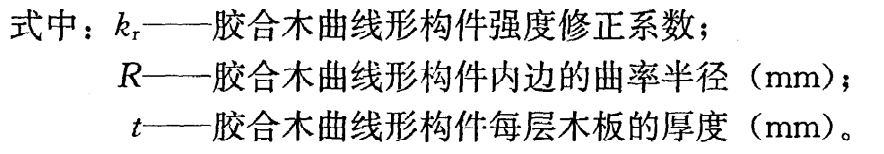 式中：kr——胶合木曲线形构件强度修正系数；
R——胶合木曲线形构件内边的曲率半径（mm）；
t——胶合木曲线形构件每层木板的厚度（mm）。